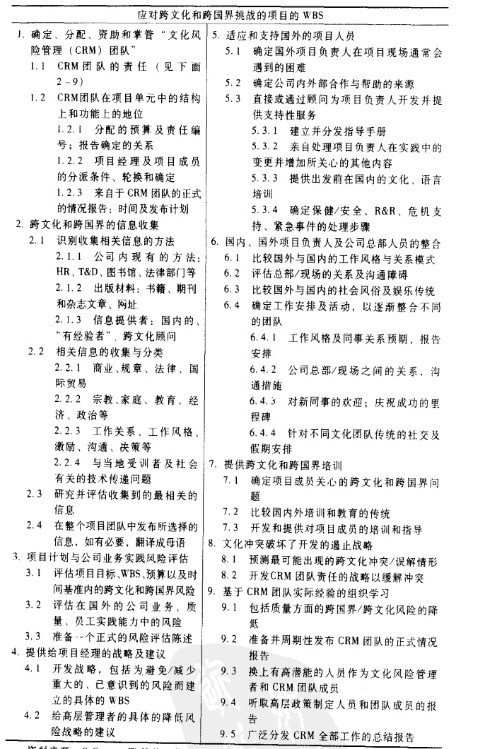 应对跨文化和跨国界挑战的项目的 WBS
1. 确定、分配、资助和掌管“文化风
险管理（CRM）团队”
1.1 CRM 团队的责任（见下面
2~9）
1.2 CRM团队在项目单元中的结构
上和功能上的地位
1.2.1 分配的预算及责任编
号；报告确定的关系
1.2.2 项目经理及项目成员
的分派条件、轮换和确定
1.2.3 来自于 CRM 团队的正式
的情况报告：时间及发布计划
2. 跨文化和跨国界的信息收集
2.1 识别收集相关信息的方法
2.1.1 公司内现有的方法：
HR、T&D、图书馆、法律部门等
2.1.2 出版材料：书籍、期刊
和杂志文章、网址
2.1.3 信息提供者：国内的、
“有经验者”、跨文化顾问
2.2 相关信息的收集与分类
2.2.1 商业、规章、法律、国
际贸易
2.2.2 宗教、家庭、教育、经
济、政治等
2.2.3 工作关系、工作风格、
激励、沟通、决策等
2.2.4 与当地受训者及社会
有关的技术传递问题
2.3 研究并评估收集到的最相关的
信息
2.4 在整个项目团队中发布所选择的
信息，如有必要，翻译成母语
3. 项目计划与公司业务实践风险评估
3.1 评估项目目标、WBS、预算以及时
间基准内的跨文化和跨国界风险
3.2 评估在国外的公司业务、质
量、员工实践能力中的风险
3.3 准备一个正式的风险评估陈述
4. 提供给项目经理的战略及建议
4.1 开发战略，包括为避免/减少
重大的、已意识到的风险而建
立的具体的 WBS
4.2 给高层管理者的具体的降低风
险战略的建议
5. 适应和支持国外的项目人员
5.1 确定国外项目负责人在项目现场通常会
遇到的困难
5.2 确定公司内外部合作与帮助的来源
5.3 直接或通过顾问为项目负责人开发并提
供支持性服务
5.3.1 建立并分发指导手册
5.3.2 亲自处理项目负责人在实践中的
变更并增加所关心的其他内容
5.3.3 提供出发前在国内的文化、语言
培训
5.3.4 确定保健/安全、R&R、危机支
持、紧急事件的处理步骤
6. 国内、国外项目负责人及公司总部人员的整合
6.1 比较国外与国内的工作风格与关系模式
6.2 评估总部/现场的关系及沟通障碍
6.3 比较国外与国内的社会风俗及娱乐传统
6.4 确定工作安排及活动，以逐渐整合不同
的团队
6.4.1 工作风格及同事关系预期、报告
安排
6.4.2 公司总部/现场之间的关系、沟
通措施
6.4.3 对新同事的欢迎；庆祝成功的里
程碑
6.4.4 针对不同文化团队传统的社交及
假期安排
7. 提供跨文化和跨国界培训
7.1 确定项目成员关心的跨文化和跨国界问
题
7.2 比较国内外培训和教育的传统
7.3 开发和提供对项目成员的培训和指导
8. 文化冲突破坏了开发的遏止战略
8.1 预测最可能出现的跨文化冲突/误解情形
8.2 开发CRM团队责任的战略以缓解冲突
9. 基于 CRM 团队实际经验的组织学习
9.1 包括质量方面的跨国界/跨文化风险的降
低
9.2 准备并周期性发布 CRM 团队的正式情况
报告
9.3 换上有高潜能的人员作为文化风险管理
者和 CRM 团队成员
9.4 听取高层政策制定人员和团队成员的报
告
9.5 广泛分发 CRM 全部工作的总结报告